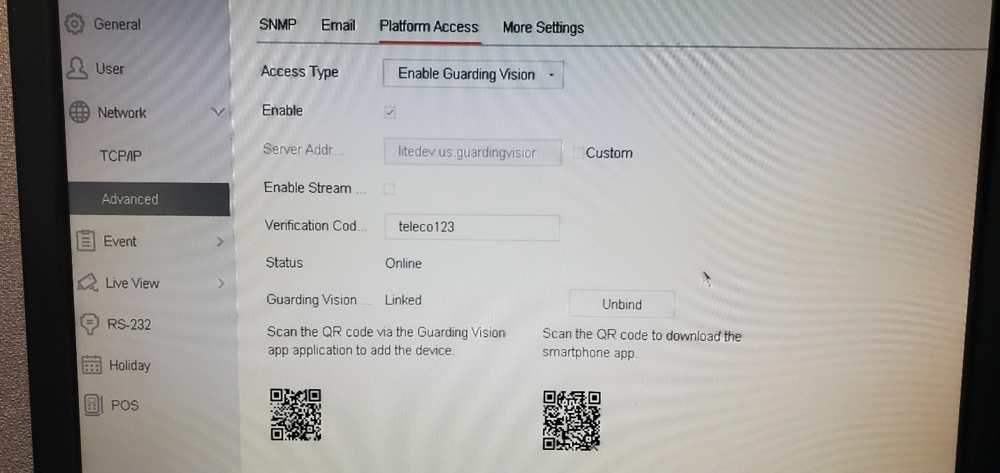 General
User
Network
TCP/IP
Advanced
Event
Live View
RS-232
Holiday
POS
SNMP Email Platform Access More Settings
Access Type Enable Guarding Vision
Enable
Server Addr... litedev.us.guardingvision Custom
Enable Stream ...
Verification Cod... teleco123
Status Online
Guarding Vision ... Linked Unbind
Scan the QR code via the Guarding Vision
app application to add the device.
Scan the QR code to download the
smartphone app.